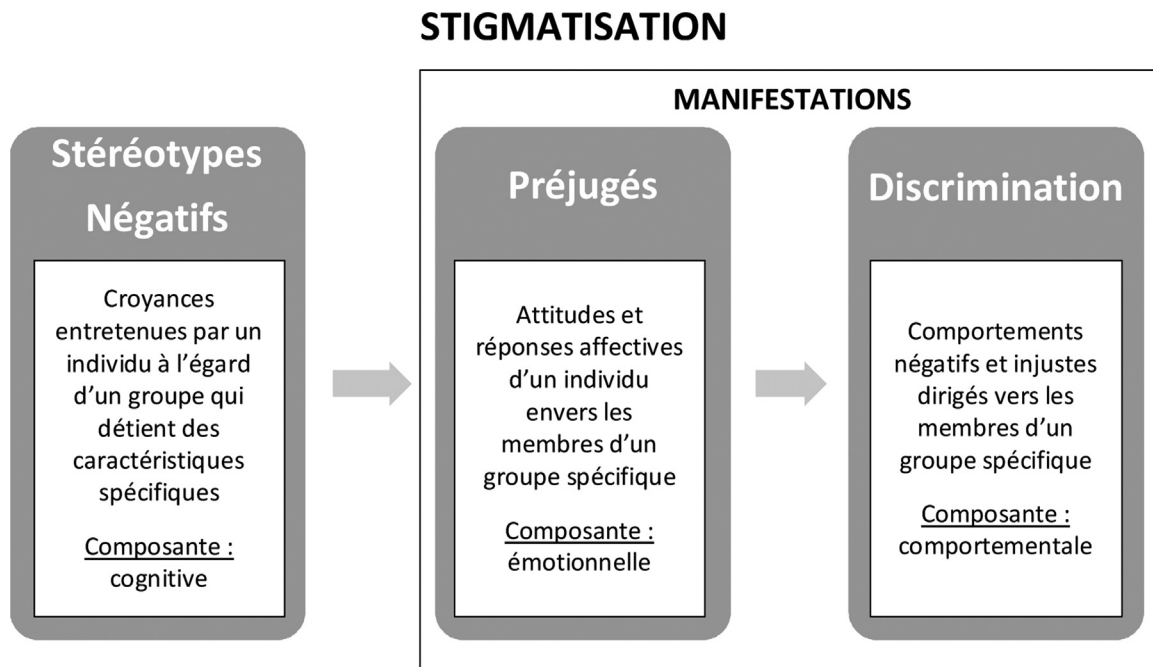 STIGMATISATION
MANIFESTATIONS
Stéréotypes
Négatifs
Croyances
entretenues par un
individu à l’égard
d’un groupe qui
détient des
caractéristiques
spécifiques
Composante :
cognitive
Préjugés
Attitudes et
réponses affectives
d’un individu
envers les
membres d’un
groupe spécifique
Composante :
émotionnelle
Discrimination
Comportements
négatifs et injustes
dirigés vers les
membres d’un
groupe spécifique
Composante :
comportementale